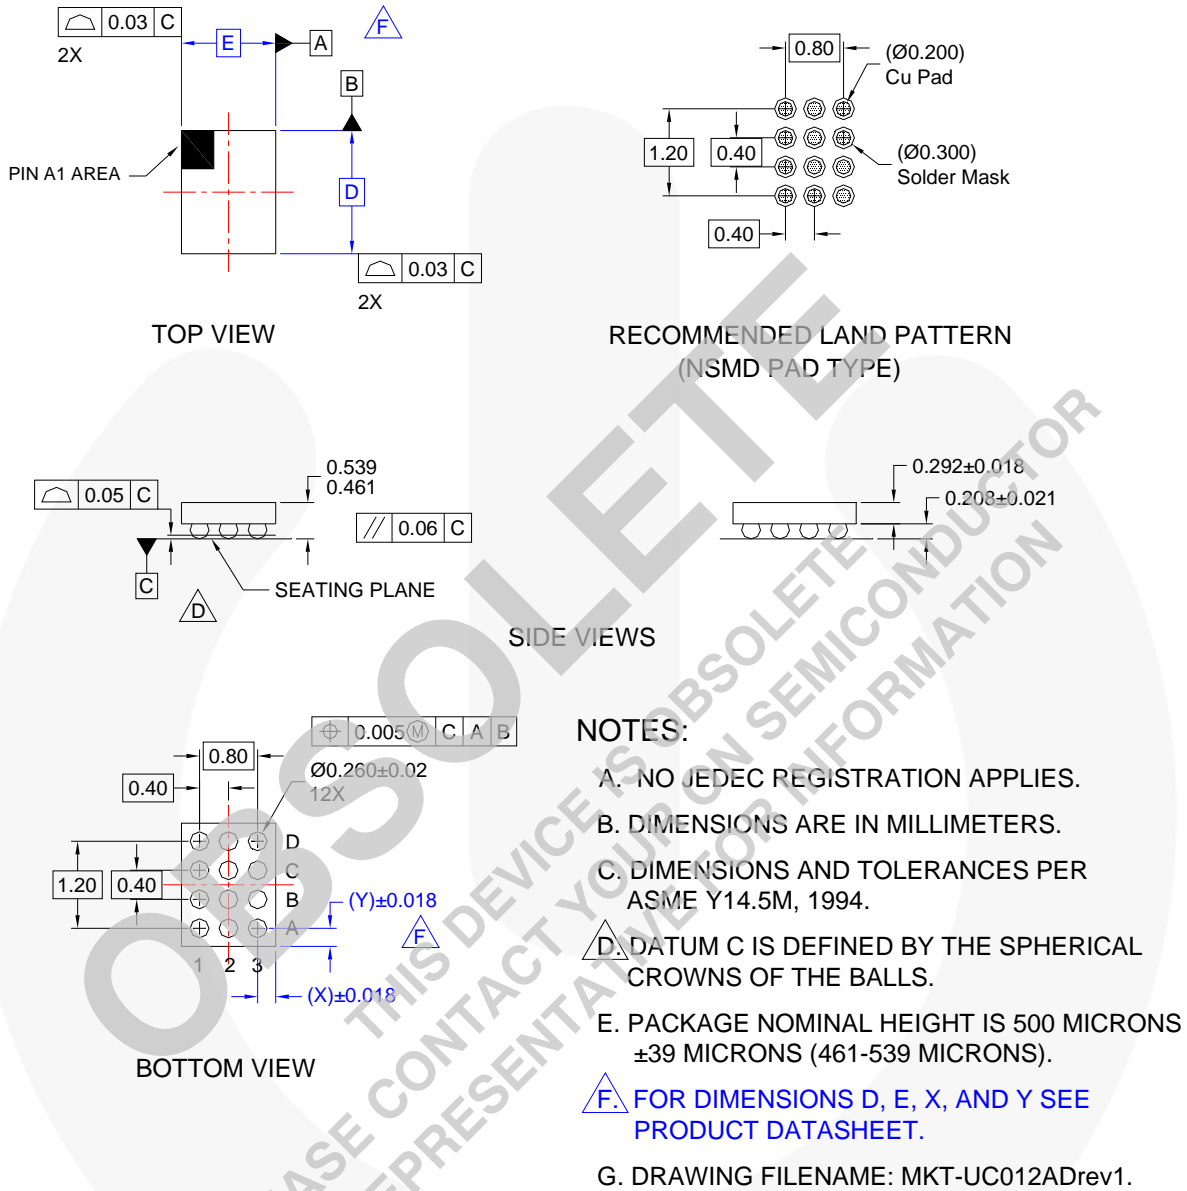 0.03 C
2X
E
A
F
B
PIN A1 AREA
D
0.03 C
2X
TOP VIEW
0.80
(Ø0.200)
Cu Pad
1.20
0.40
(Ø0.300)
Solder Mask
0.40
RECOMMENDED LAND PATTERN
(NSMD PAD TYPE)
0.05 C
0.539
0.461
// 0.06 C
C
D
SEATING PLANE
0.292±0.018
0.208±0.021
SIDE VIEWS
0.005 M C A B
0.80
0.40
Ø0.260±0.02
12X
D
C
B
A
1.20
0.40
(Y)±0.018
F
1 2 3
(X)±0.018
BOTTOM VIEW
NOTES:
A. NO JEDEC REGISTRATION APPLIES.
B. DIMENSIONS ARE IN MILLIMETERS.
C. DIMENSIONS AND TOLERANCES PER
ASME Y14.5M, 1994.
D. DATUM C IS DEFINED BY THE SPHERICAL
CROWNS OF THE BALLS.
E. PACKAGE NOMINAL HEIGHT IS 500 MICRONS
±39 MICRONS (461-539 MICRONS).
F. FOR DIMENSIONS D, E, X, AND Y SEE
PRODUCT DATASHEET.
G. DRAWING FILENAME: MKT-UC012ADrev1.
OBSOLETE
THIS DEVICE IS OBSOLETE
CONTACT YOUR ON SEMICONDUCTOR
FOR INFORMATION